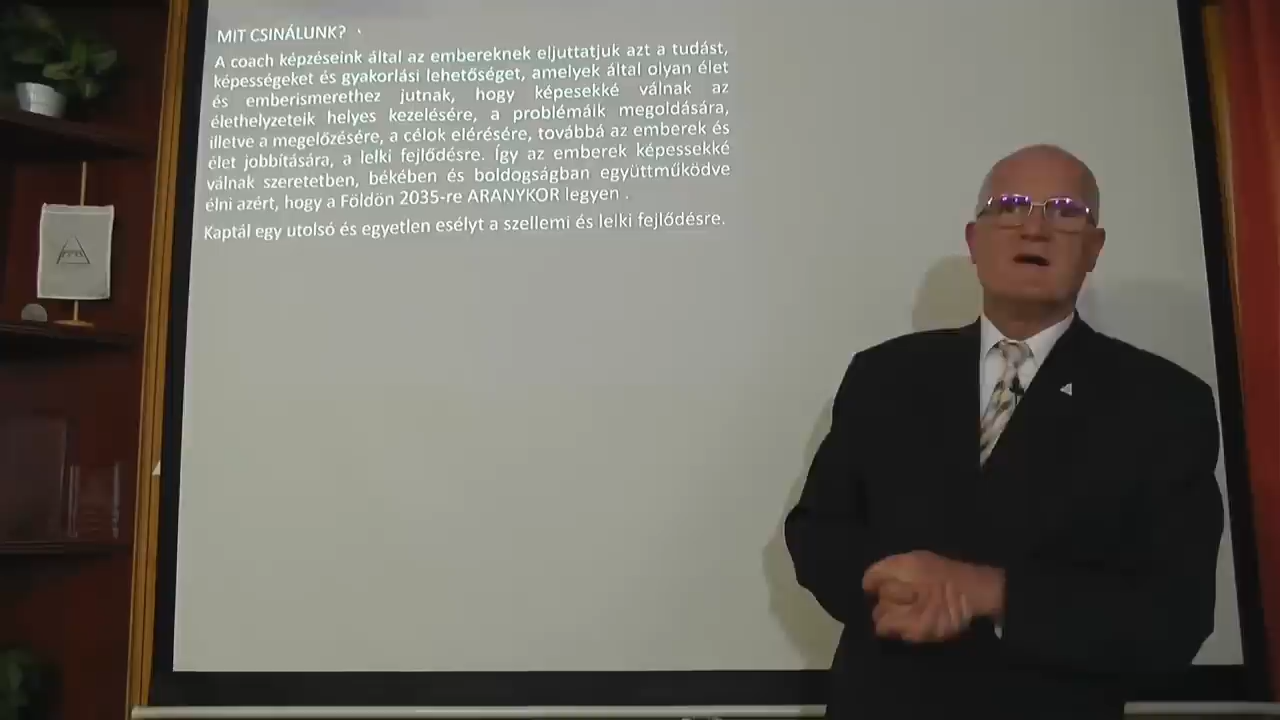 MIT CSINÁLUNK?
A coach képzéseink által az embereknek eljuttatjuk azt a tudást,
képességeket és gyakorlási lehetőséget, amelyek által olyan élet
és emberismerethez jutnak, hogy képesekké válnak az
élethelyzeteik helyes kezelésére, a problémáik megoldására,
illetve a megelőzésére, a célok elérésére, továbbá az emberek és
élet jobbítására, a lelki fejlődésre. Így az emberek képessekké
válnak szeretetben, békében és boldogságban együttműködve
élni azért, hogy a Földön 2035-re ARANYKOR legyen .
Kaptál egy utolsó és egyetlen esélyt a szellemi és lelki fejlődésre.